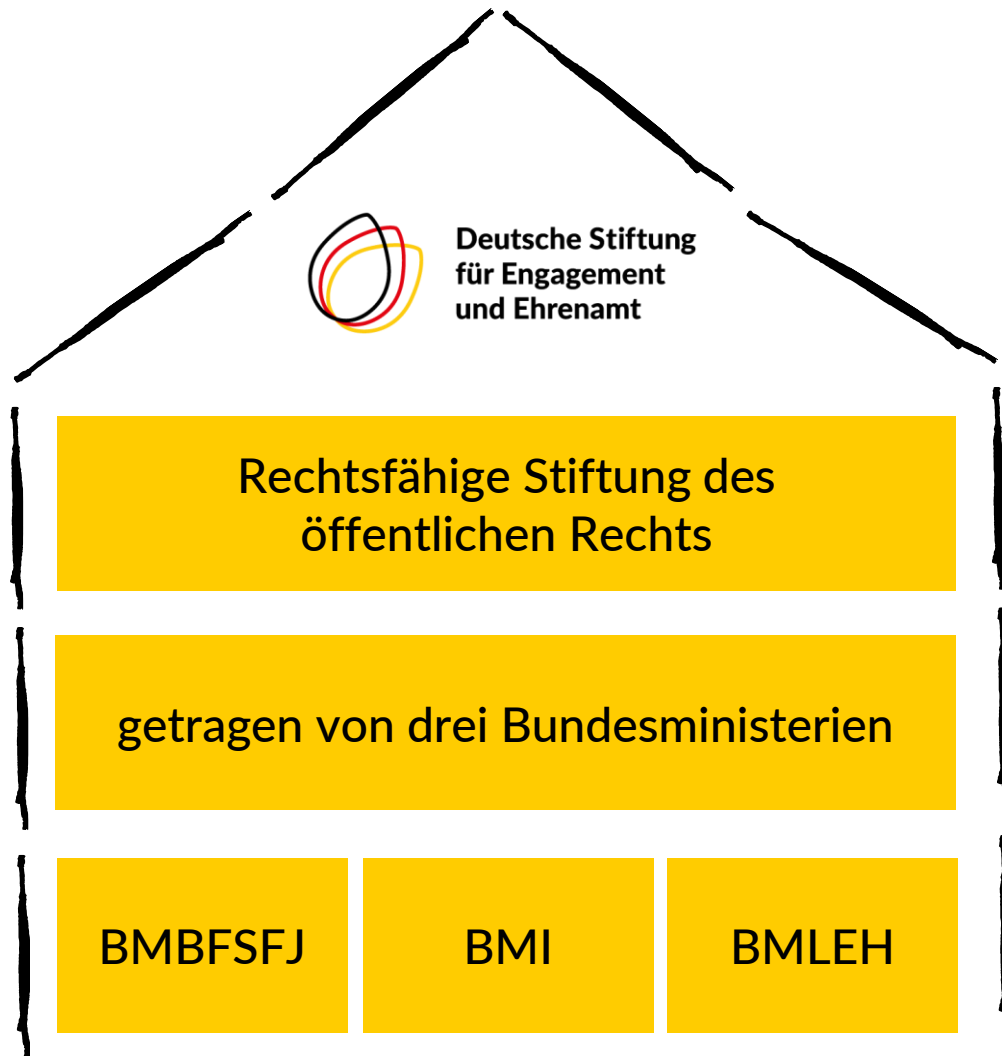 Deutsche Stiftung
für Engagement
und Ehrenamt
Rechtsfähige Stiftung des
öffentlichen Rechts
getragen von drei Bundesministerien
BMBFSFJ
BMI
BMLEH